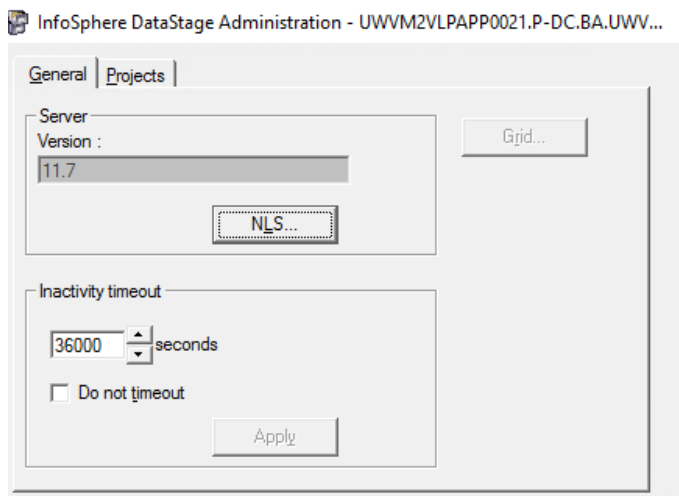 InfoSphere DataStage Administration - UWVM2VLPAPP0021.P-DC.BA.UWV...
General Projects
Server
Version :
11.7
Grid...
NLS...
Inactivity timeout
36000 seconds
Do not timeout
Apply